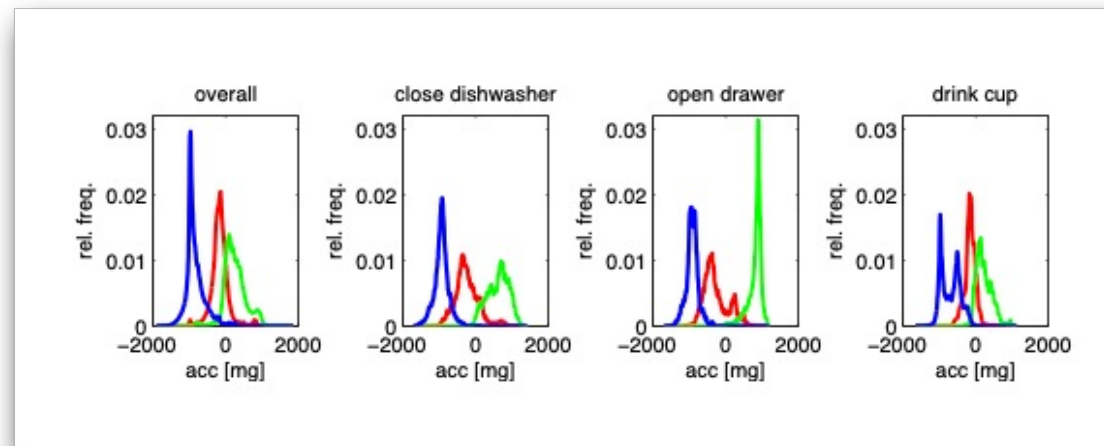 overall
close dishwasher
open drawer
drink cup
0.03
0.02
0.01
0
rel. freq.
−2000
0
2000
acc [mg]
0.03
0.02
0.01
0
rel. freq.
−2000
0
2000
acc [mg]
0.03
0.02
0.01
0
rel. freq.
−2000
0
2000
acc [mg]
0.03
0.02
0.01
0
rel. freq.
−2000
0
2000
acc [mg]